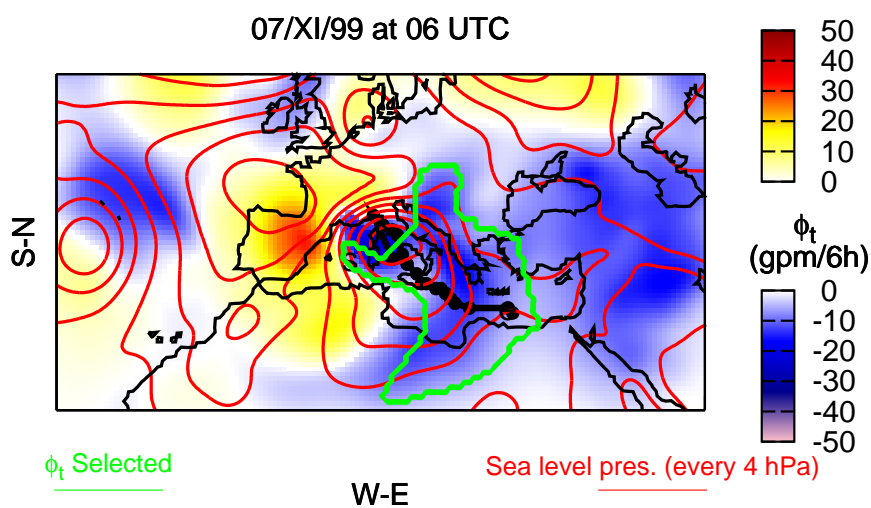 07/XI/99 at 06 UTC
50
40
30
20
10
0
S-N
ϕt
(gpm/6h)
0
-10
-20
-30
-40
-50
ϕt Selected
Sea level pres. (every 4 hPa)
W-E